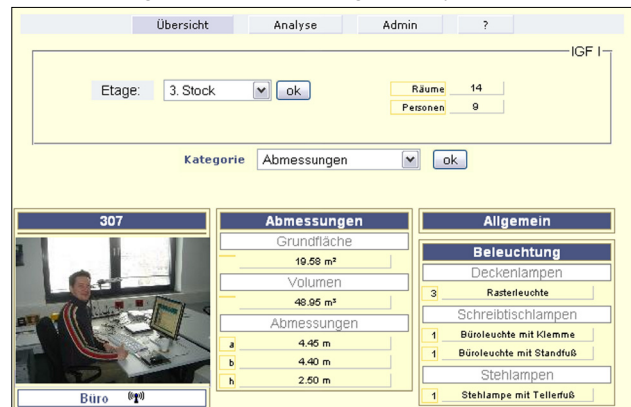 Übersicht Analyse Admin ?
IGF I
Etage: 3. Stock ok
Räume 14
Personen 9
Kategorie Abmessungen ok
307
Büro
Abmessungen
Grundfläche
19.58 m²
Volumen
48.95 m³
Abmessungen
a 4.45 m
b 4.40 m
h 2.50 m
Allgemein
Beleuchtung
Deckenlampen
3 Rasterleuchte
Schreibtischlampen
1 Büroleuchte mit Klemme
1 Büroleuchte mit Standfuß
Stehlampen
1 Stehlampe mit Tellerfuß